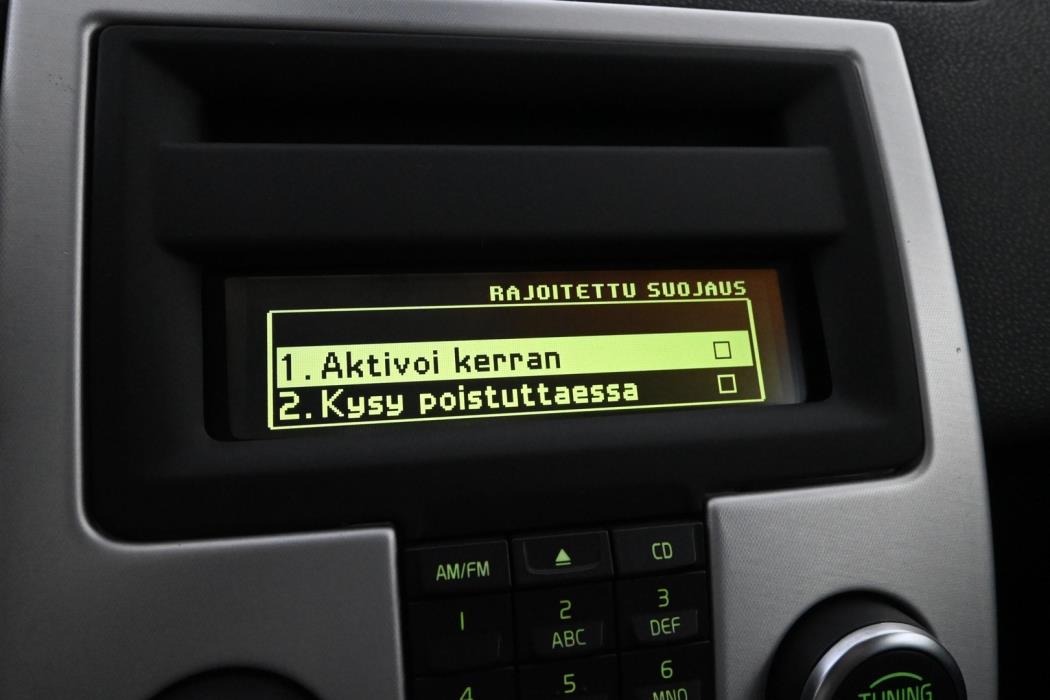 RAJOITETTU SUOJAUS
1. Aktivoi kerran
2. Kysy poistuttaessa
AM/FM
CD
1
2
ABC
3
DEF
4
5
6
MNO
TUNING